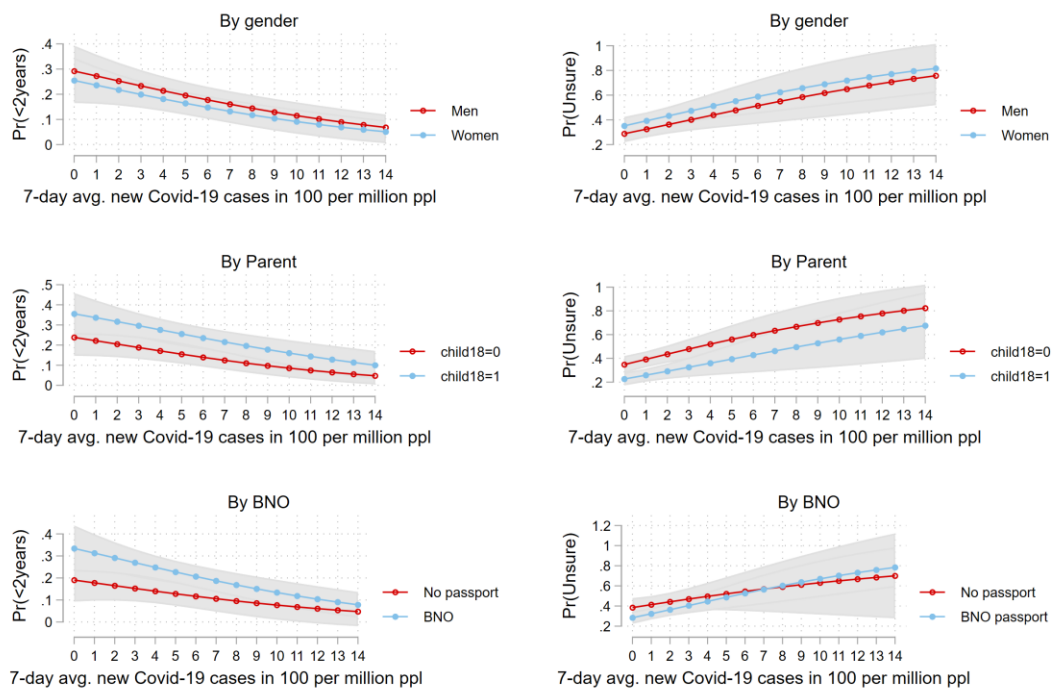 By gender
Pr(<2years)
.4
.3
.2
.1
0
0 1 2 3 4 5 6 7 8 9 10 11 12 13 14
7-day avg. new Covid-19 cases in 100 per million ppl
Men
Women
By gender
Pr(Unsure)
1
.8
.6
.4
.2
0 1 2 3 4 5 6 7 8 9 10 11 12 13 14
7-day avg. new Covid-19 cases in 100 per million ppl
Men
Women
By Parent
Pr(<2years)
.5
.4
.3
.2
.1
0
0 1 2 3 4 5 6 7 8 9 10 11 12 13 14
7-day avg. new Covid-19 cases in 100 per million ppl
child18=0
child18=1
By Parent
Pr(Unsure)
1
.8
.6
.4
.2
0 1 2 3 4 5 6 7 8 9 10 11 12 13 14
7-day avg. new Covid-19 cases in 100 per million ppl
child18=0
child18=1
By BNO
Pr(<2years)
.4
.3
.2
.1
0
0 1 2 3 4 5 6 7 8 9 10 11 12 13 14
7-day avg. new Covid-19 cases in 100 per million ppl
No passport
BNO
By BNO
Pr(Unsure)
1.2
1
.8
.6
.4
.2
0 1 2 3 4 5 6 7 8 9 10 11 12 13 14
7-day avg. new Covid-19 cases in 100 per million ppl
No passport
BNO passport